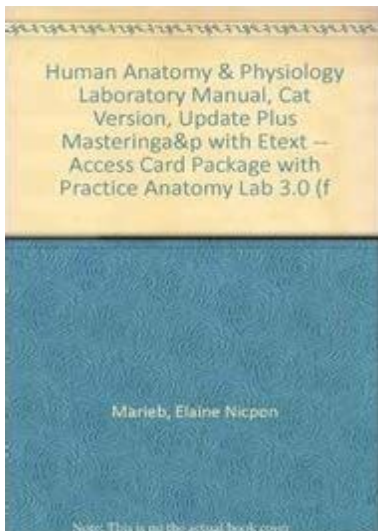 Human Anatomy & Physiology
Laboratory Manual, Cat
Version, Update Plus
Masteringa&p with Etext --
Access Card Package with
Practice Anatomy Lab 3.0 (f
Marieb, Elaine Nicpon
Note: This is no the actual book cover